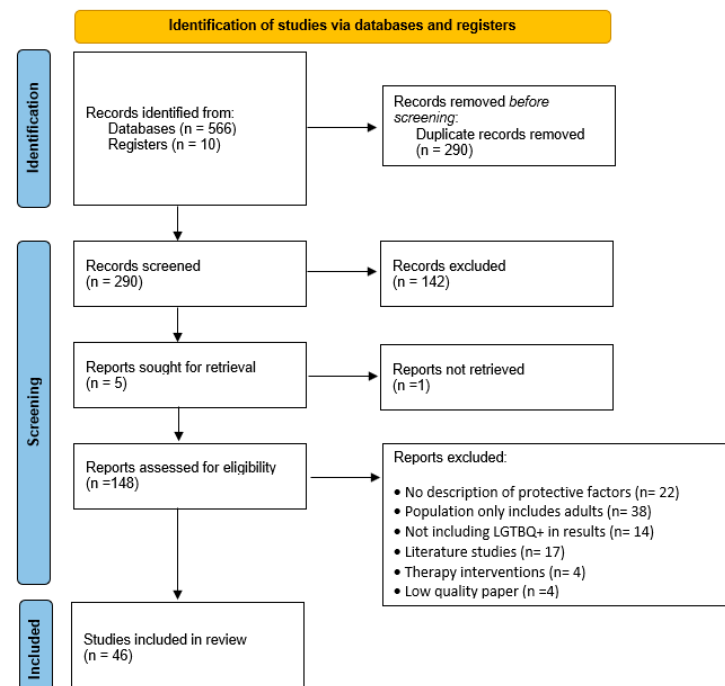 Identification of studies via databases and registers
Identification
Records identified from:
Databases (n = 566)
Registers (n = 10)
Records removed before
screening:
Duplicate records removed
(n = 290)
Screening
Records screened
(n = 290)
Records excluded
(n = 142)
Reports sought for retrieval
(n = 5)
Reports not retrieved
(n =1)
Reports assessed for eligibility
(n =148)
Reports excluded:
• No description of protective factors (n= 22)
• Population only includes adults (n= 38)
• Not including LGTBQ+ in results (n= 14)
• Literature studies (n= 17)
• Therapy interventions (n= 4)
• Low quality paper (n =4)
Included
Studies included in review
(n = 46)